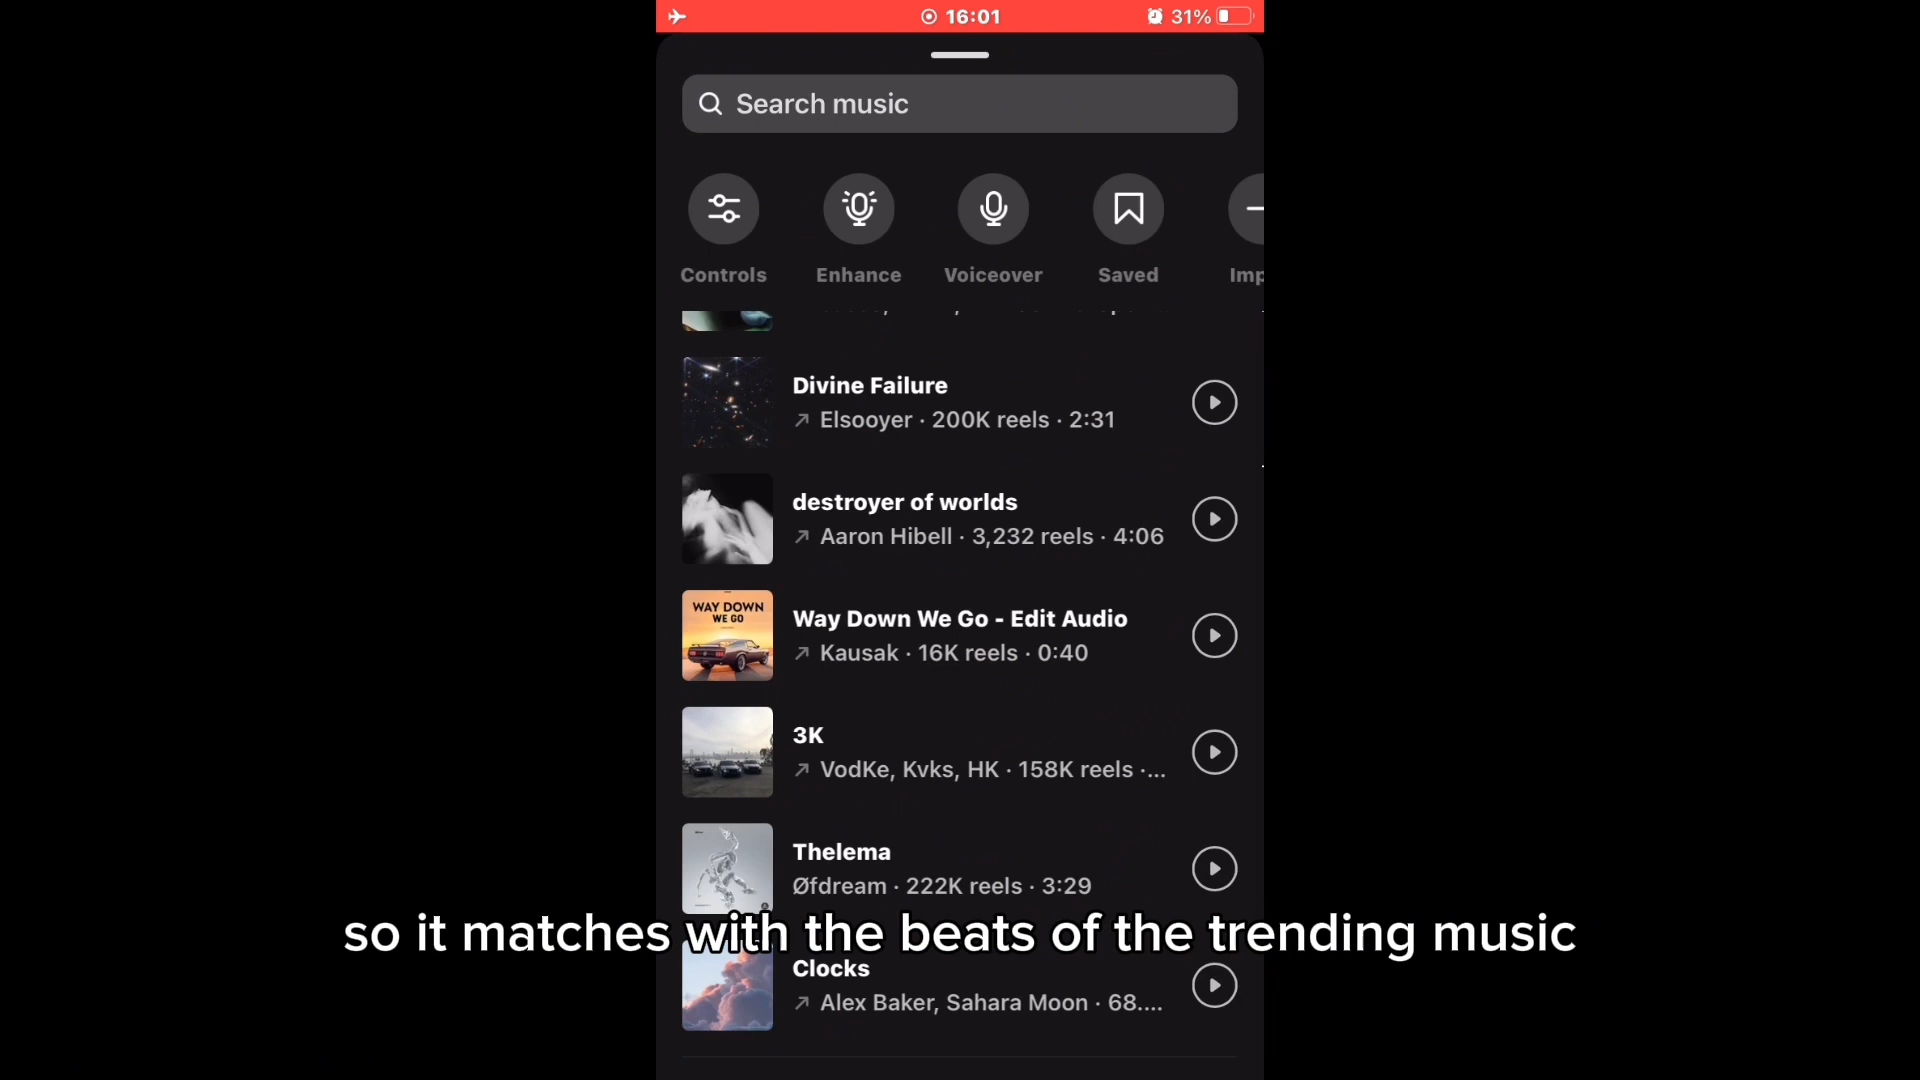 16:01
31%
Search music
Controls
Enhance
Voiceover
Saved
Imp
Divine Failure
Elsooyer · 200K reels · 2:31
destroyer of worlds
Aaron Hibell · 3,232 reels · 4:06
WAY DOWN
WE GO
Way Down We Go - Edit Audio
Kausak · 16K reels · 0:40
3K
VodKe, Kvks, HK · 158K reels ·...
Thelema
Øfdream · 222K reels · 3:29
so it matches with the beats of the trending music
Clocks
Alex Baker, Sahara Moon · 68....